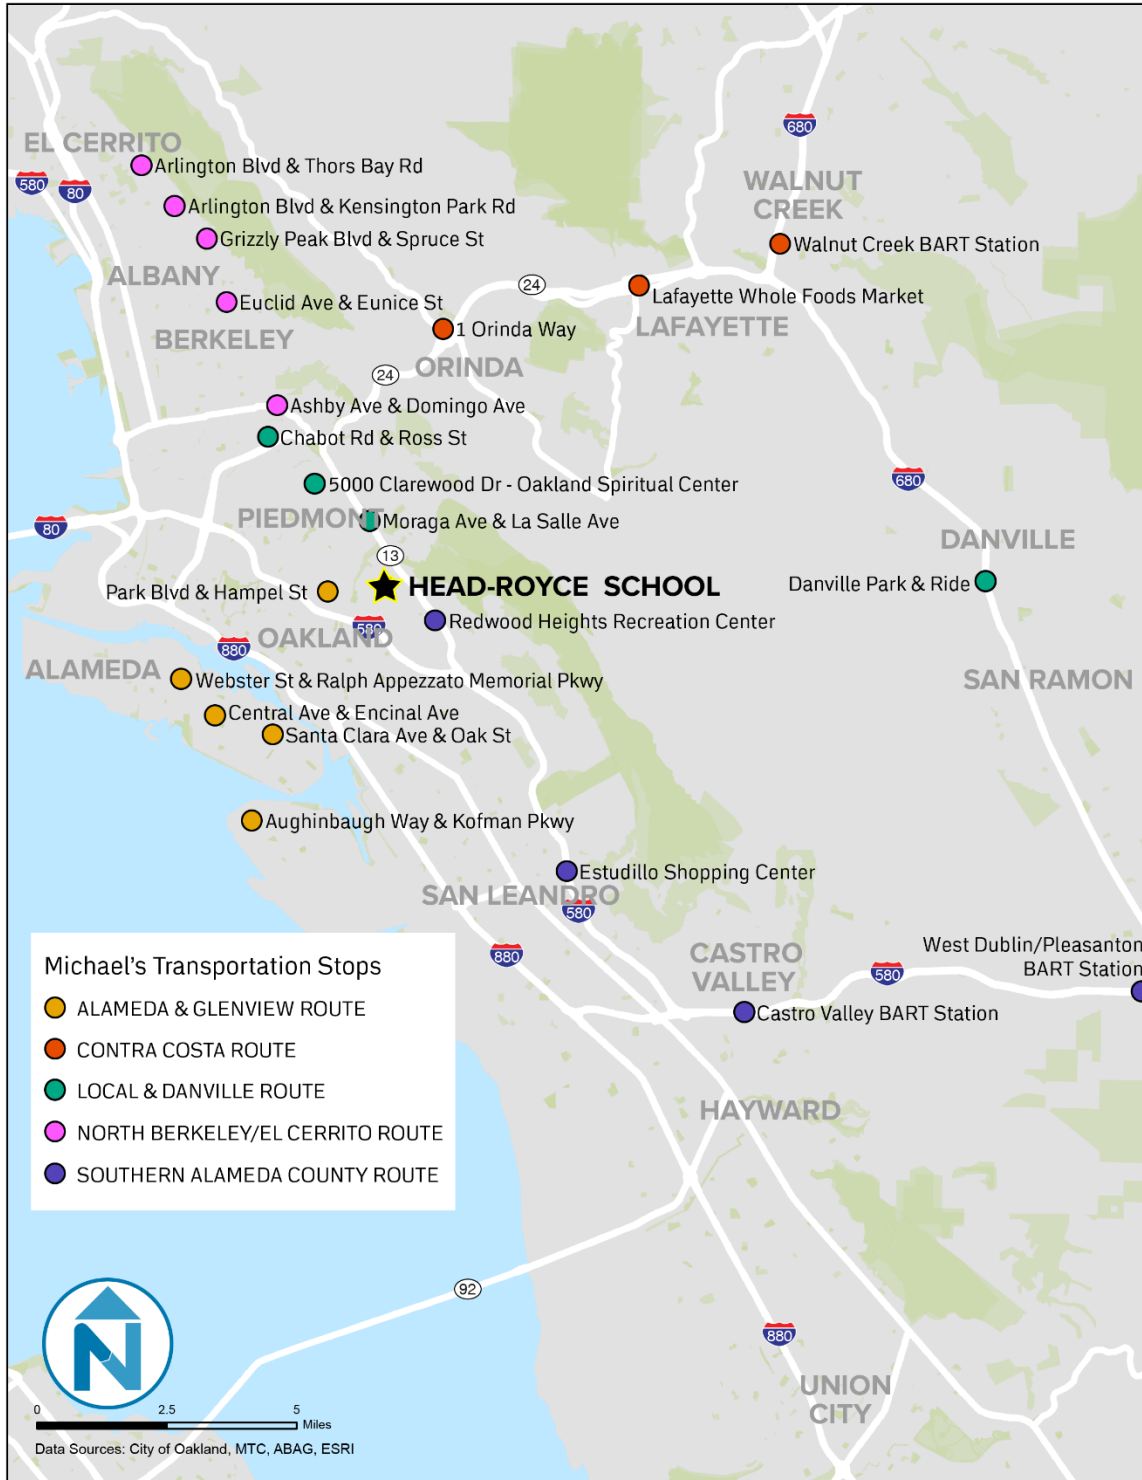 680
EL CERRITO
Arlington Blvd & Thors Bay Rd
580
80
WALNUT
CREEK
Arlington Blvd & Kensington Park Rd
Grizzly Peak Blvd & Spruce St
Walnut Creek BART Station
ALBANY
24
Lafayette Whole Foods Market
Euclid Ave & Eunice St
BERKELEY
1 Orinda Way
LAFAYETTE
ORINDA
24
Ashby Ave & Domingo Ave
Chabot Rd & Ross St
680
5000 Clarewood Dr - Oakland Spiritual Center
PIEDMONT
Moraga Ave & La Salle Ave
80
DANVILLE
13
Park Blvd & Hampel St
HEAD-ROYCE SCHOOL
Danville Park & Ride
Redwood Heights Recreation Center
580
OAKLAND
880
ALAMEDA
Webster St & Ralph Appezzato Memorial Pkwy
SAN RAMON
Central Ave & Encinal Ave
Santa Clara Ave & Oak St
Aughinbaugh Way & Kofman Pkwy
Estudillo Shopping Center
SAN LEANDRO
580
880
CASTRO
VALLEY
West Dublin/Pleasanton
BART Station
580
Castro Valley BART Station
Michael's Transportation Stops
ALAMEDA & GLENVIEW ROUTE
CONTRA COSTA ROUTE
LOCAL & DANVILLE ROUTE
NORTH BERKELEY/EL CERRITO ROUTE
SOUTHERN ALAMEDA COUNTY ROUTE
HAYWARD
92
880
UNION
CITY
N
0 2.5 5
Miles
Data Sources: City of Oakland, MTC, ABAG, ESRI